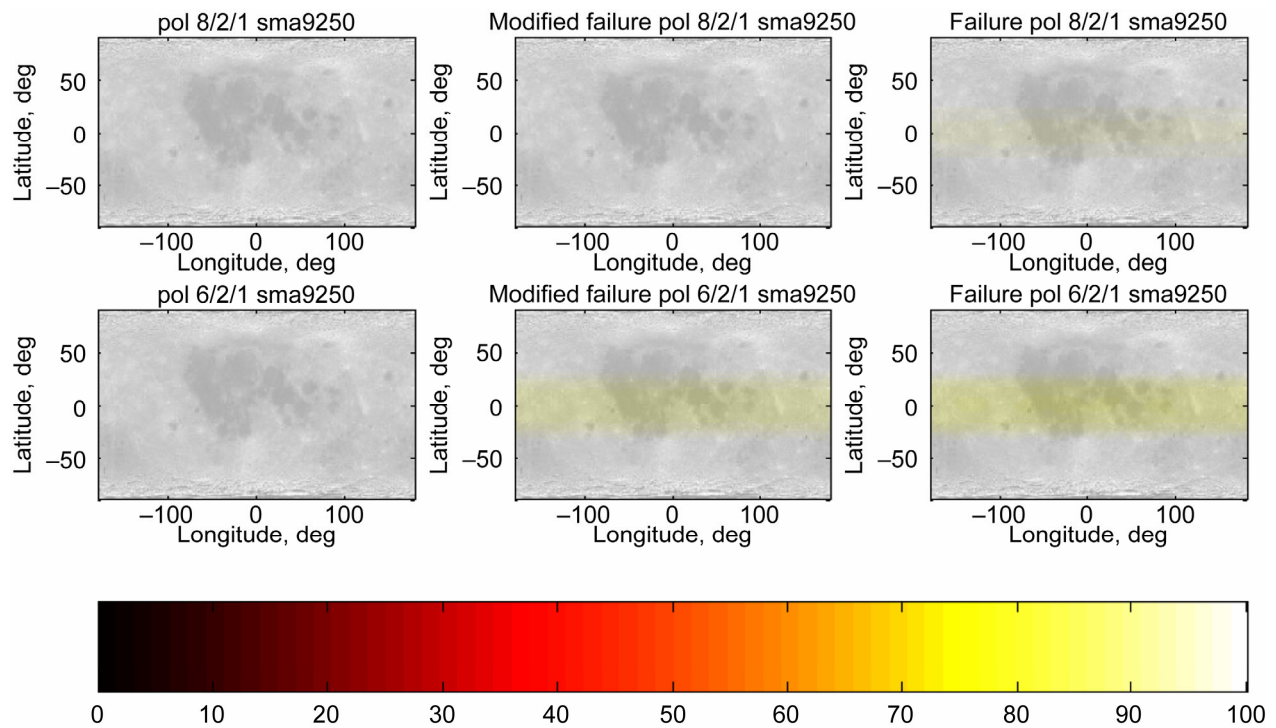 pol 8/2/1 sma9250
Modified failure pol 8/2/1 sma9250
Failure pol 8/2/1 sma9250
Latitude, deg
50
0
–50
–100 0 100
Longitude, deg
Latitude, deg
50
0
–50
–100 0 100
Longitude, deg
Latitude, deg
50
0
–50
–100 0 100
Longitude, deg
pol 6/2/1 sma9250
Modified failure pol 6/2/1 sma9250
Failure pol 6/2/1 sma9250
Latitude, deg
50
0
–50
–100 0 100
Longitude, deg
Latitude, deg
50
0
–50
–100 0 100
Longitude, deg
Latitude, deg
50
0
–50
–100 0 100
Longitude, deg
0 10 20 30 40 50 60 70 80 90 100